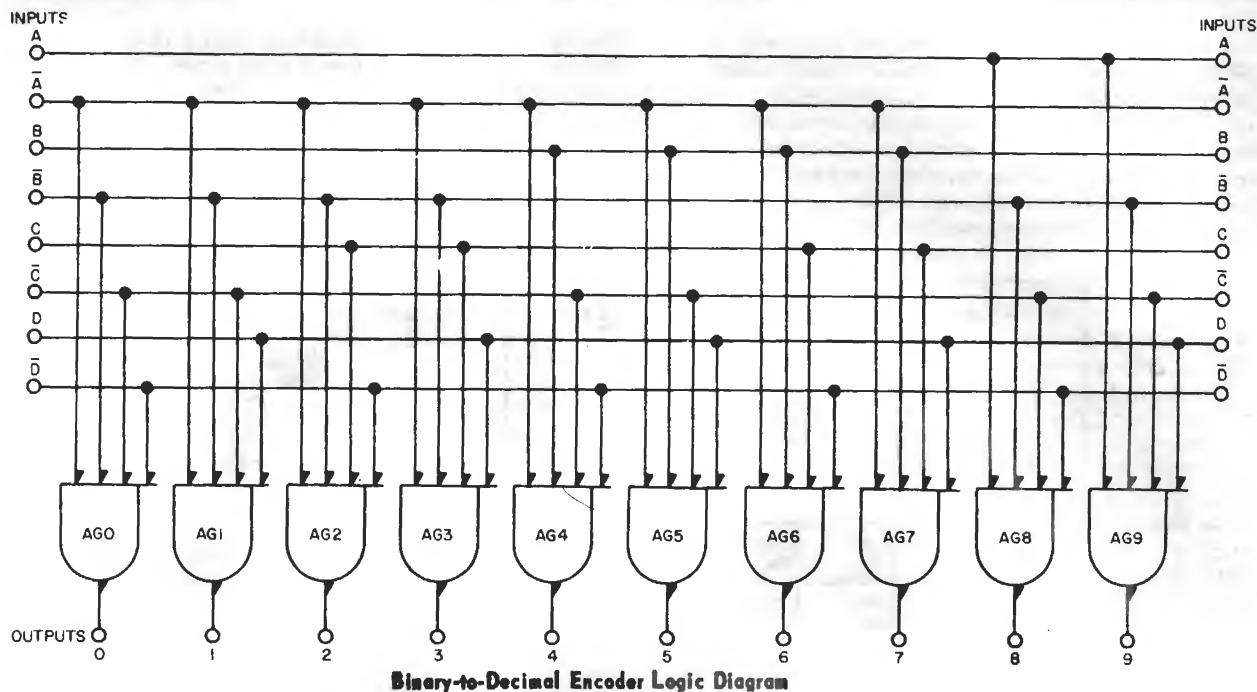 INPUTS INPUTS
A A
A̅ A̅
B B
B̅ B̅
C C
C̅ C̅
D D
D̅ D̅
AG0 AG1 AG2 AG3 AG4 AG5 AG6 AG7 AG8 AG9
OUTPUTS
0 1 2 3 4 5 6 7 8 9
Binary-to-Decimal Encoder Logic Diagram